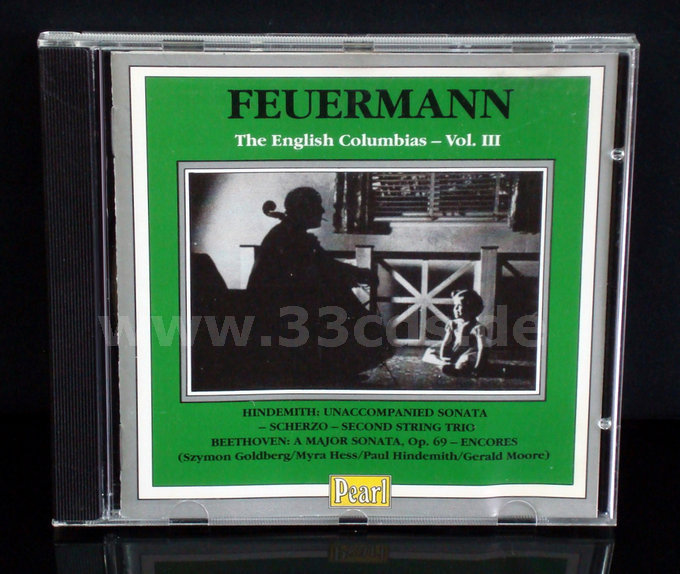 FEUERMANN
The English Columbias – Vol. III
www.33cds.de
HINDEMITH: UNACCOMPANIED SONATA
– SCHERZO – SECOND STRING TRIO
BEETHOVEN: A MAJOR SONATA, Op. 69 – ENCORES
(Szymon Goldberg/Myra Hess/Paul Hindemith/Gerald Moore)
Pearl